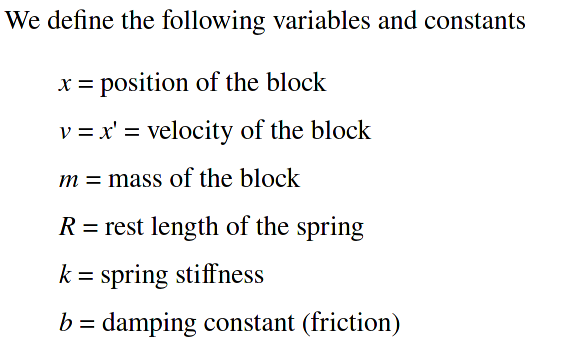 We define the following variables and constants
x = position of the block
v = x' = velocity of the block
m = mass of the block
R = rest length of the spring
k = spring stiffness
b = damping constant (friction)